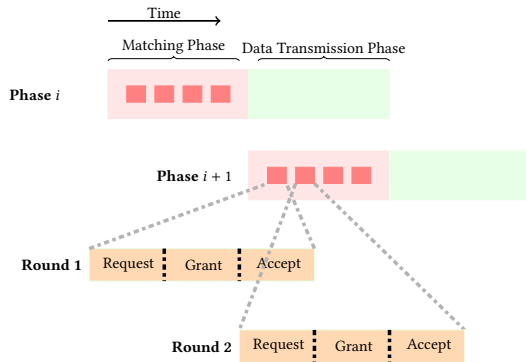 Time
Matching Phase
Data Transmission Phase
Phase i
Phase i + 1
Round 1
Request
Grant
Accept
Round 2
Request
Grant
Accept